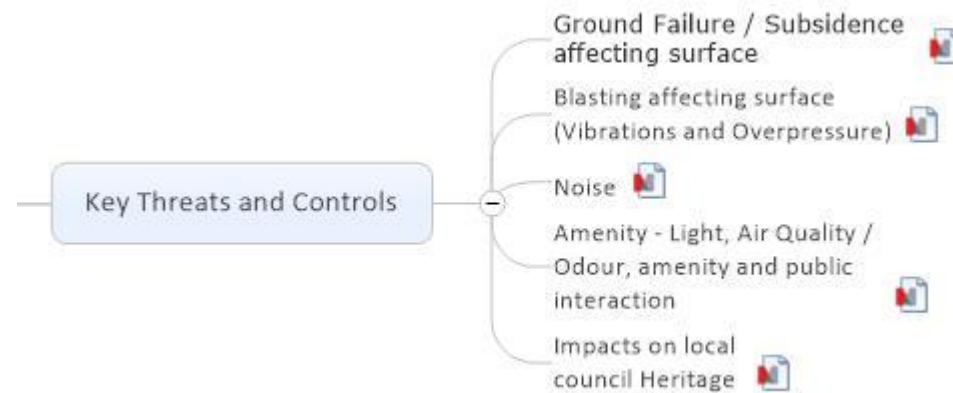 Ground Failure / Subsidence
affecting surface
Blasting affecting surface
(Vibrations and Overpressure)
Key Threats and Controls
Noise
Amenity - Light, Air Quality /
Odour, amenity and public
interaction
Impacts on local
council Heritage